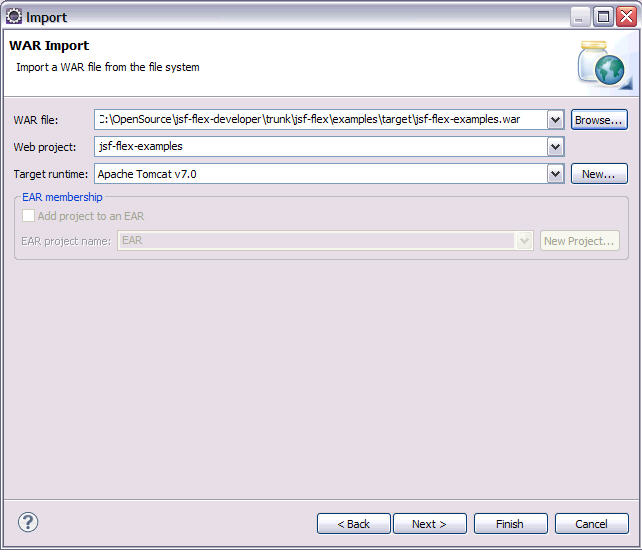 Import
WAR Import
Import a WAR file from the file system
WAR file: C:\OpenSource\jsf-flex-developer\trunk\jsf-flex\examples\target\jsf-flex-examples.war Browse...
Web project: jsf-flex-examples
Target runtime: Apache Tomcat v7.0 New...
EAR membership
Add project to an EAR
EAR project name: EAR New Project...
? < Back Next > Finish Cancel